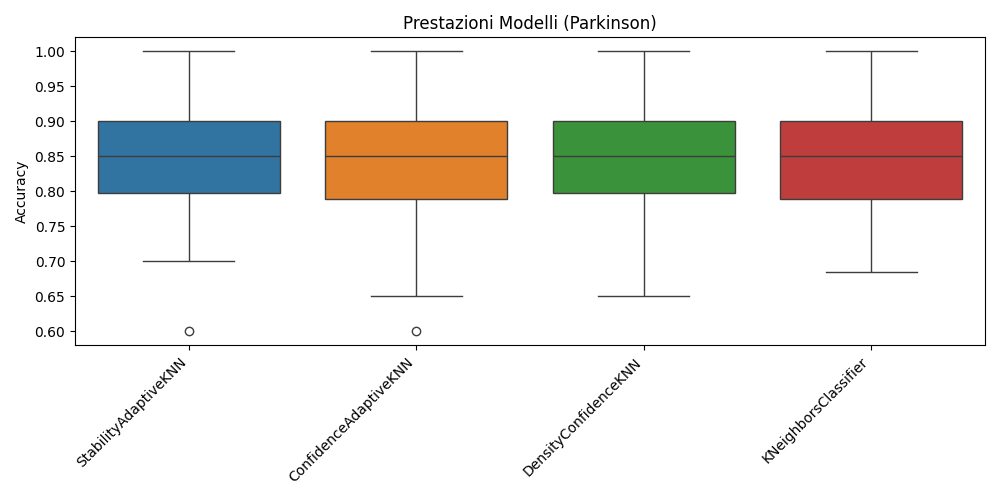 Prestazioni Modelli (Parkinson)
1.00
0.95
0.90
0.85
0.80
0.75
0.70
0.65
0.60
Accuracy
StabilityAdaptiveKNN
ConfidenceAdaptiveKNN
DensityConfidenceKNN
KNeighborsClassifier